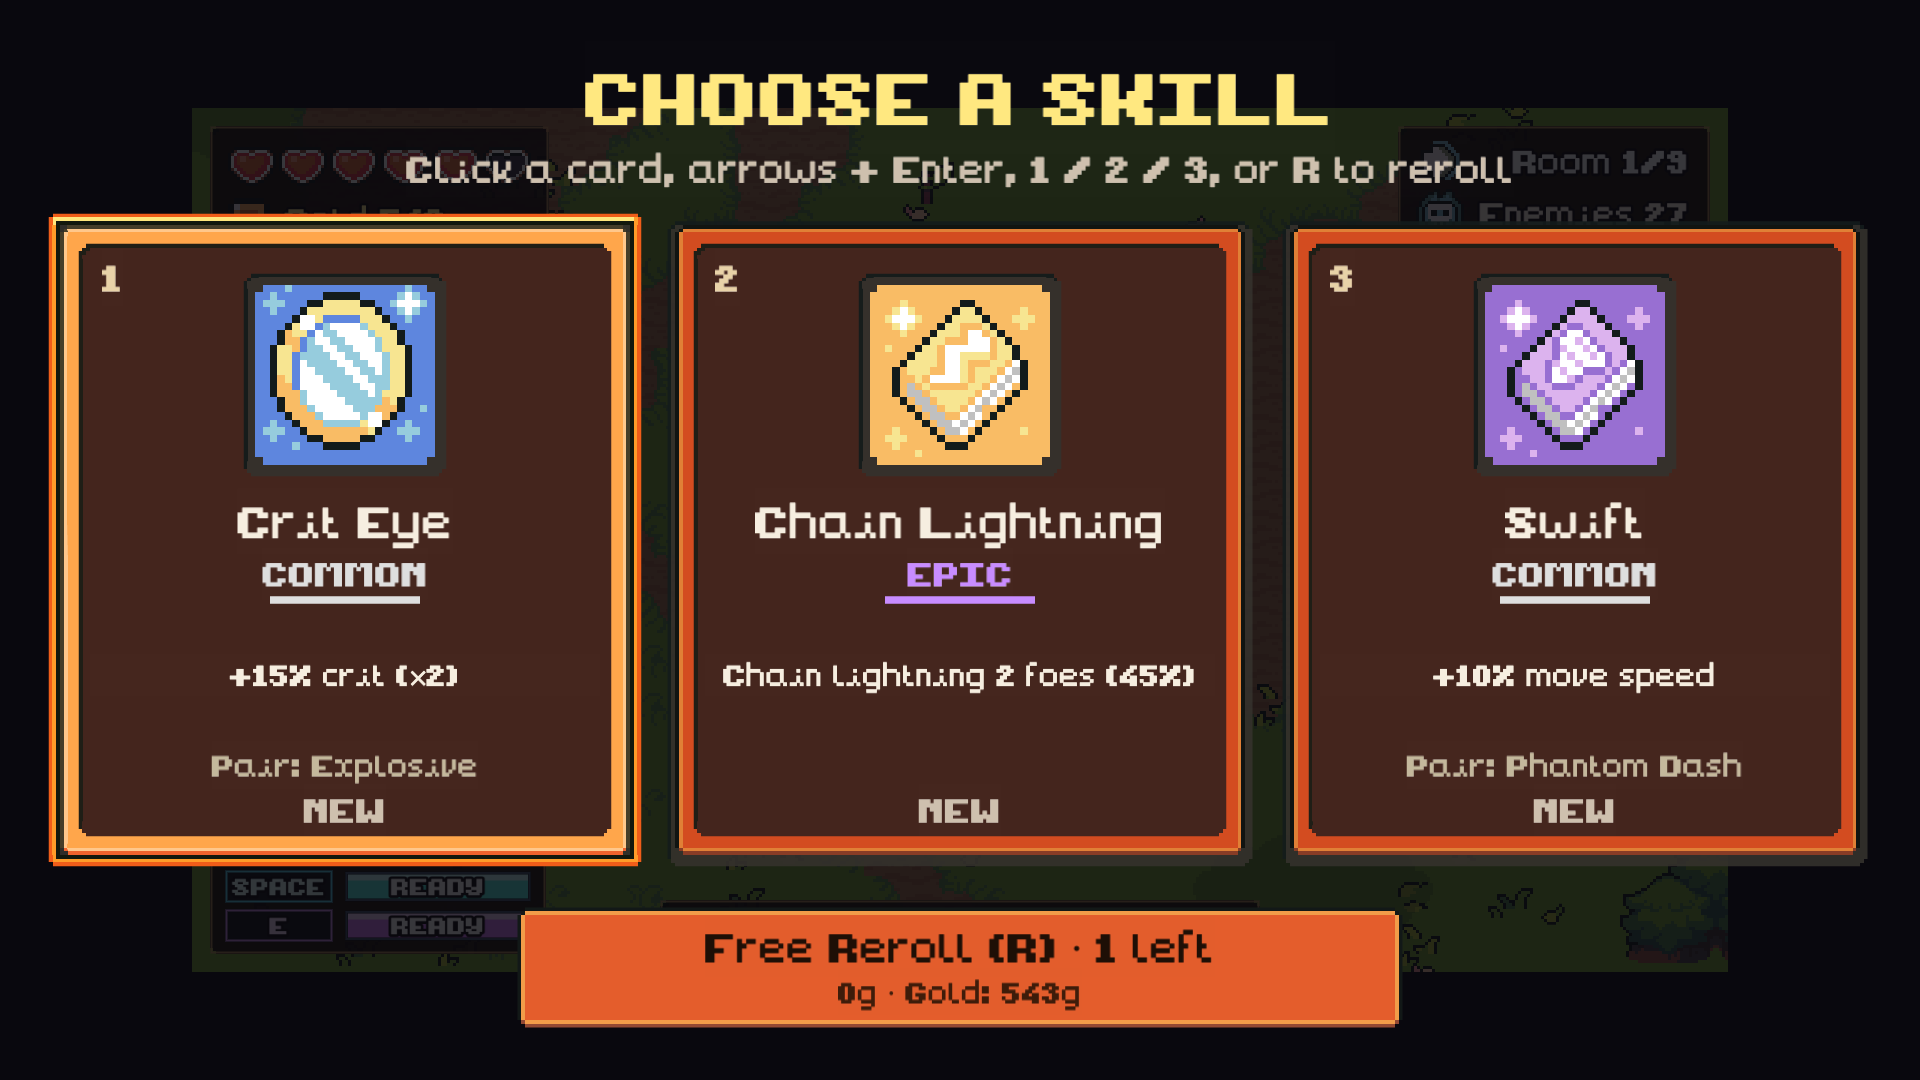 CHOOSE A SKILL
Click a card, arrows + Enter, 1 / 2 / 3, or R to reroll
Room 1/9
Enemies 27
1
Crit Eye
COMMON
+15% crit (x2)
Pair: Explosive
NEW
2
Chain Lightning
EPIC
Chain lightning 2 foes (45%)
NEW
3
Swift
COMMON
+10% move speed
Pair: Phantom Dash
NEW
SPACE
READY
E
READY
Free Reroll (R) · 1 left
0g · Gold: 543g